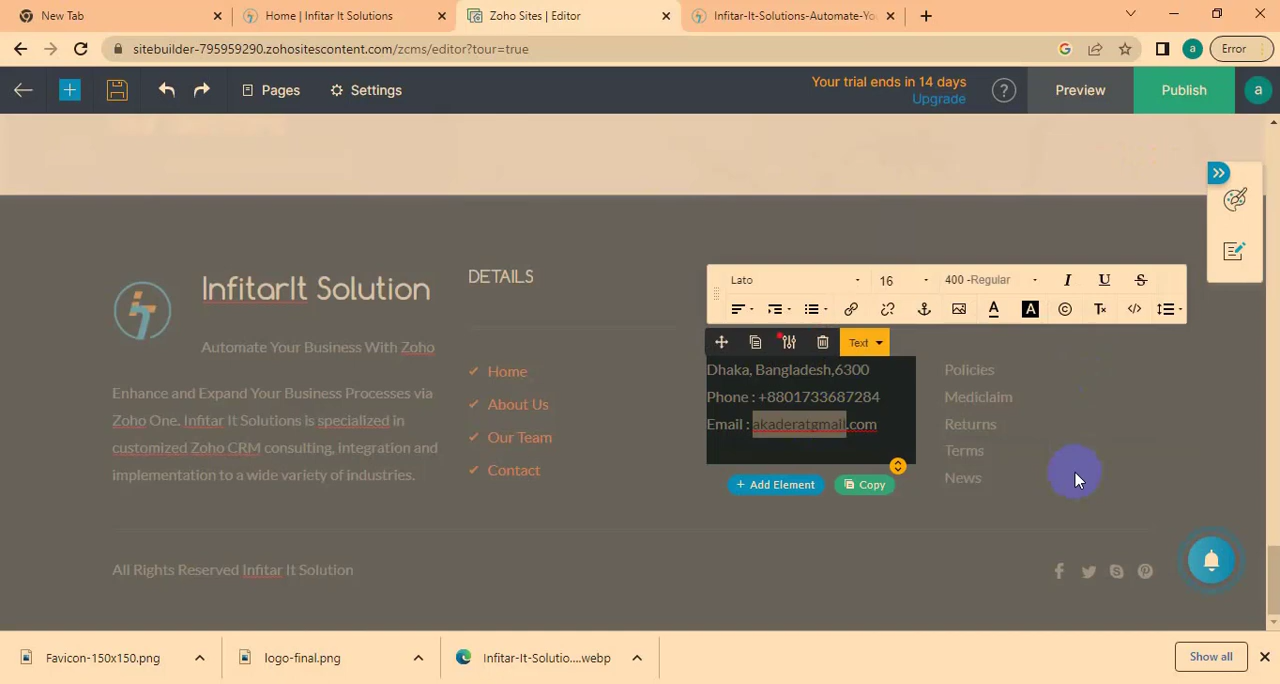 New Tab
Home | Infitar It Solutions
Zoho Sites | Editor
Infitar-It-Solutions-Automate-Yo
sitebuilder-795959290.zohositescontent.com/zcms/editor?tour=true
a
Error
Pages
Settings
Your trial ends in 14 days
Upgrade
Preview
Publish
a
InfitarIt Solution
Automate Your Business With Zoho
Enhance and Expand Your Business Processes via
Zoho One. Infitar It Solutions is specialized in
customized Zoho CRM consulting, integration, and
implementation to a wide variety of industries.
DETAILS
Home
About Us
Our Team
Contact
Lato
16
400 -Regular
Text
Dhaka, Bangladesh,6300
Phone : +8801733687284
Email : akaderatgmail.com
Add Element
Copy
Policies
Mediclaim
Returns
Terms
News
All Rights Reserved Infitar It Solution
Favicon-150x150.png
logo-final.png
Infitar-It-Solutio....webp
Show all